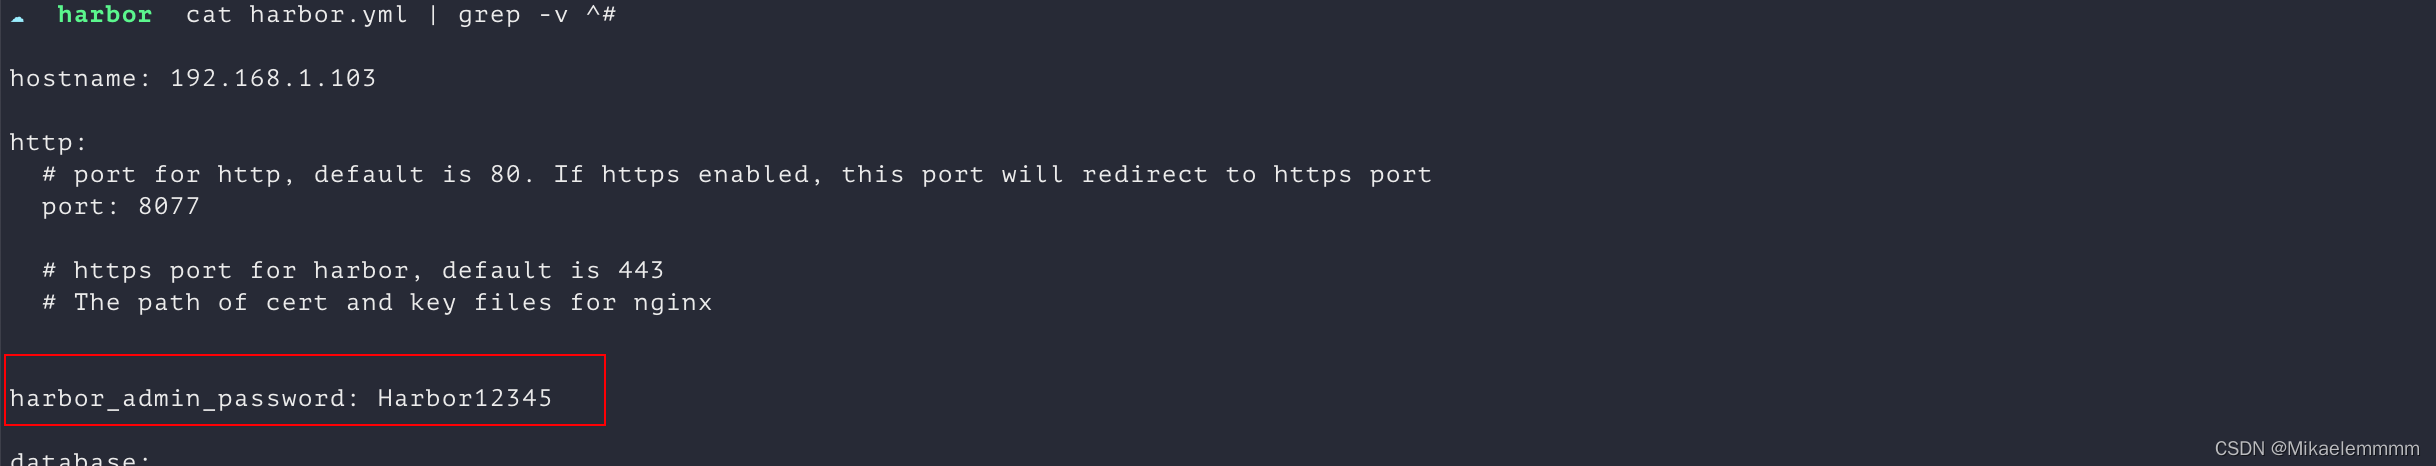 harbor cat harbor.yml | grep -v ^#
hostname: 192.168.1.103
http:
# port for http, default is 80. If https enabled, this port will redirect to https port
port: 8077
# https port for harbor, default is 443
# The path of cert and key files for nginx
harbor_admin_password: Harbor12345
database:
CSDN @Mikaelemmmm